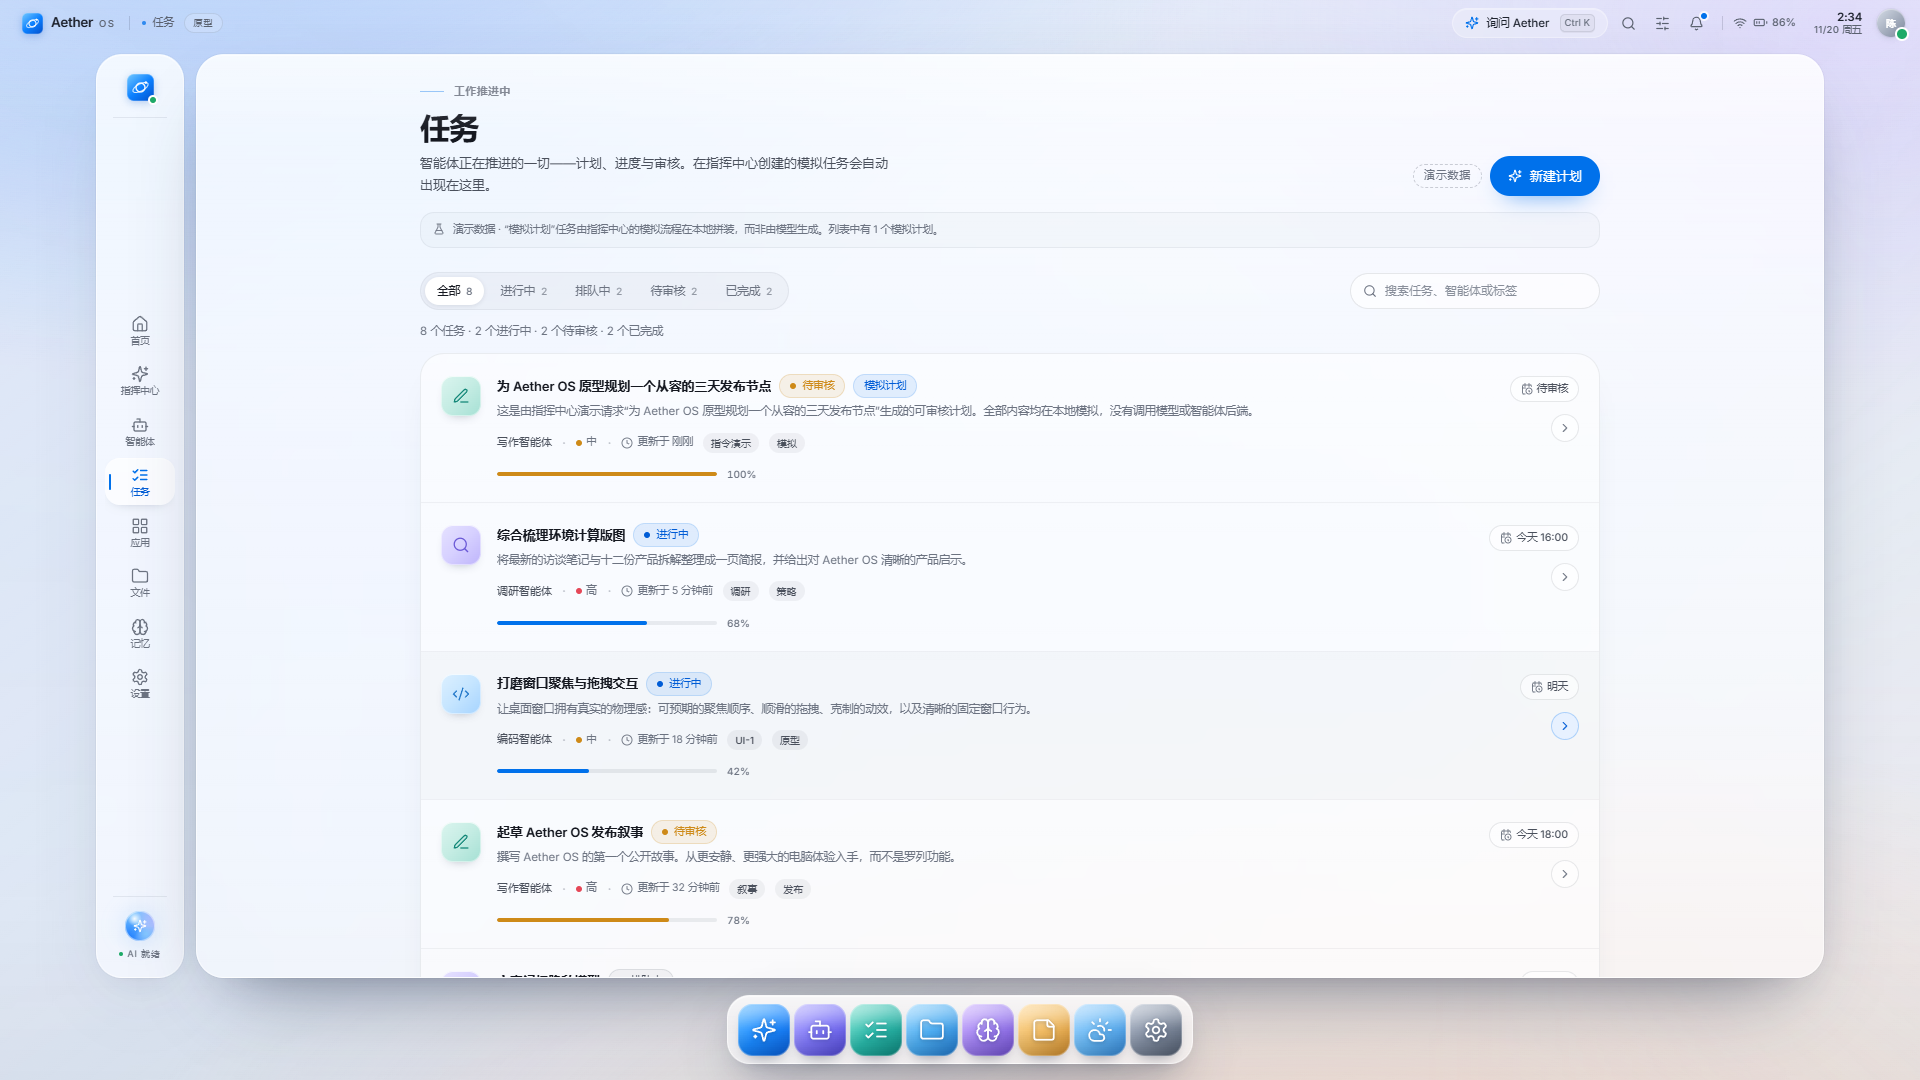 Aether OS
任务
原型
询问 Aether Ctrl K
86%
2:34
11/20 周五
陈
首页
指挥中心
智能体
任务
应用
文件
记忆
设置
AI 就绪
工作推进中
任务
智能体正在推进的一切——计划、进度与审核。在指挥中心创建的模拟任务会自动
出现在这里。
演示数据
新建计划
演示数据 · “模拟计划”任务由指挥中心的模拟流程在本地拼装，而非由模型生成。列表中有 1 个模拟计划。
全部 8 进行中 2 排队中 2 待审核 2 已完成 2
搜索任务、智能体或标签
8 个任务 · 2 个进行中 · 2 个待审核 · 2 个已完成
为 Aether OS 原型规划一个从容的三天发布节点 待审核 模拟计划
待审核
这是由指挥中心演示请求“为 Aether OS 原型规划一个从容的三天发布节点”生成的可审核计划。全部内容均在本地模拟，没有调用模型或智能体后端。
写作智能体 · 中 · 更新于 刚刚 指令演示 模拟
100%
综合梳理环境计算版图 进行中
今天 16:00
将最新的访谈笔记与十二份产品拆解整理成一页简报，并给出对 Aether OS 清晰的产品启示。
调研智能体 · 高 · 更新于 5 分钟前 调研 策略
68%
打磨窗口聚焦与拖拽交互 进行中
明天
让桌面窗口拥有真实的物理感：可预期的聚焦顺序、顺滑的拖拽、克制的动效，以及清晰的固定窗口行为。
编码智能体 · 中 · 更新于 18 分钟前 UI-1 原型
42%
起草 Aether OS 发布叙事 待审核
今天 18:00
撰写 Aether OS 的第一个公开故事。从更安静、更强大的电脑体验入手，而不是罗列功能。
写作智能体 · 高 · 更新于 32 分钟前 叙事 发布
78%